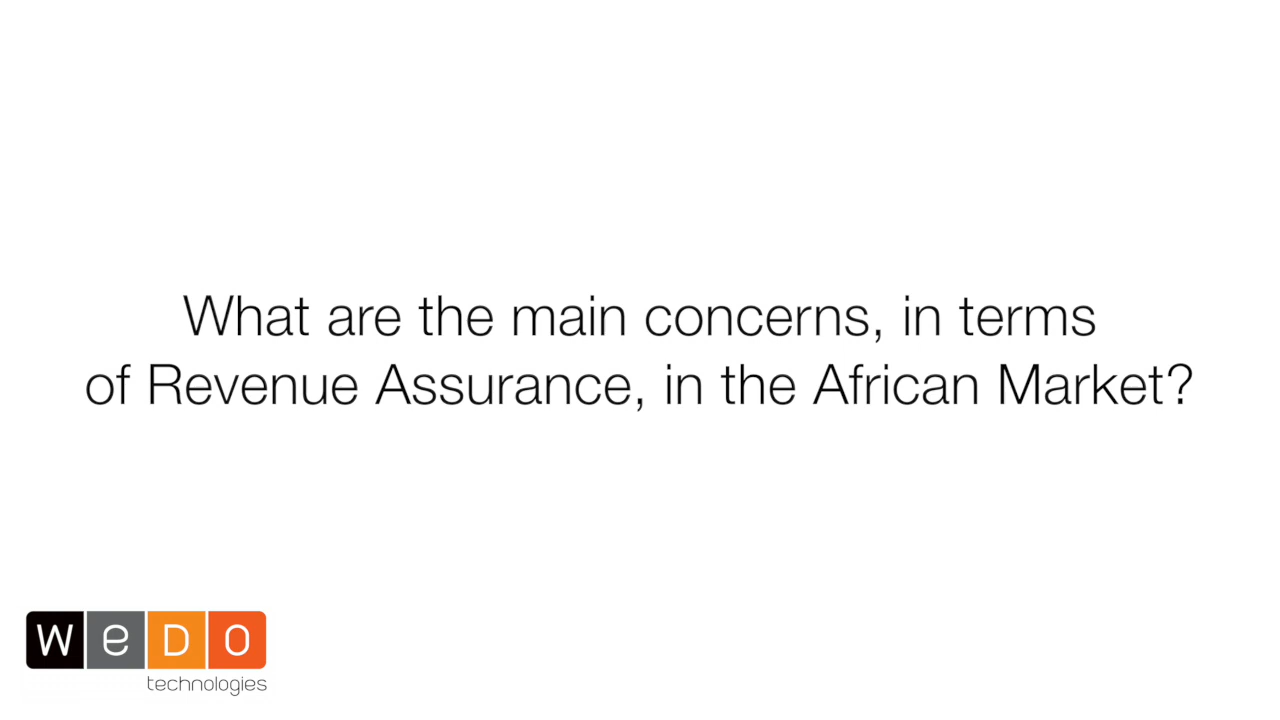 What are the main concerns, in terms
of Revenue Assurance, in the African Market?
weDo
technologies